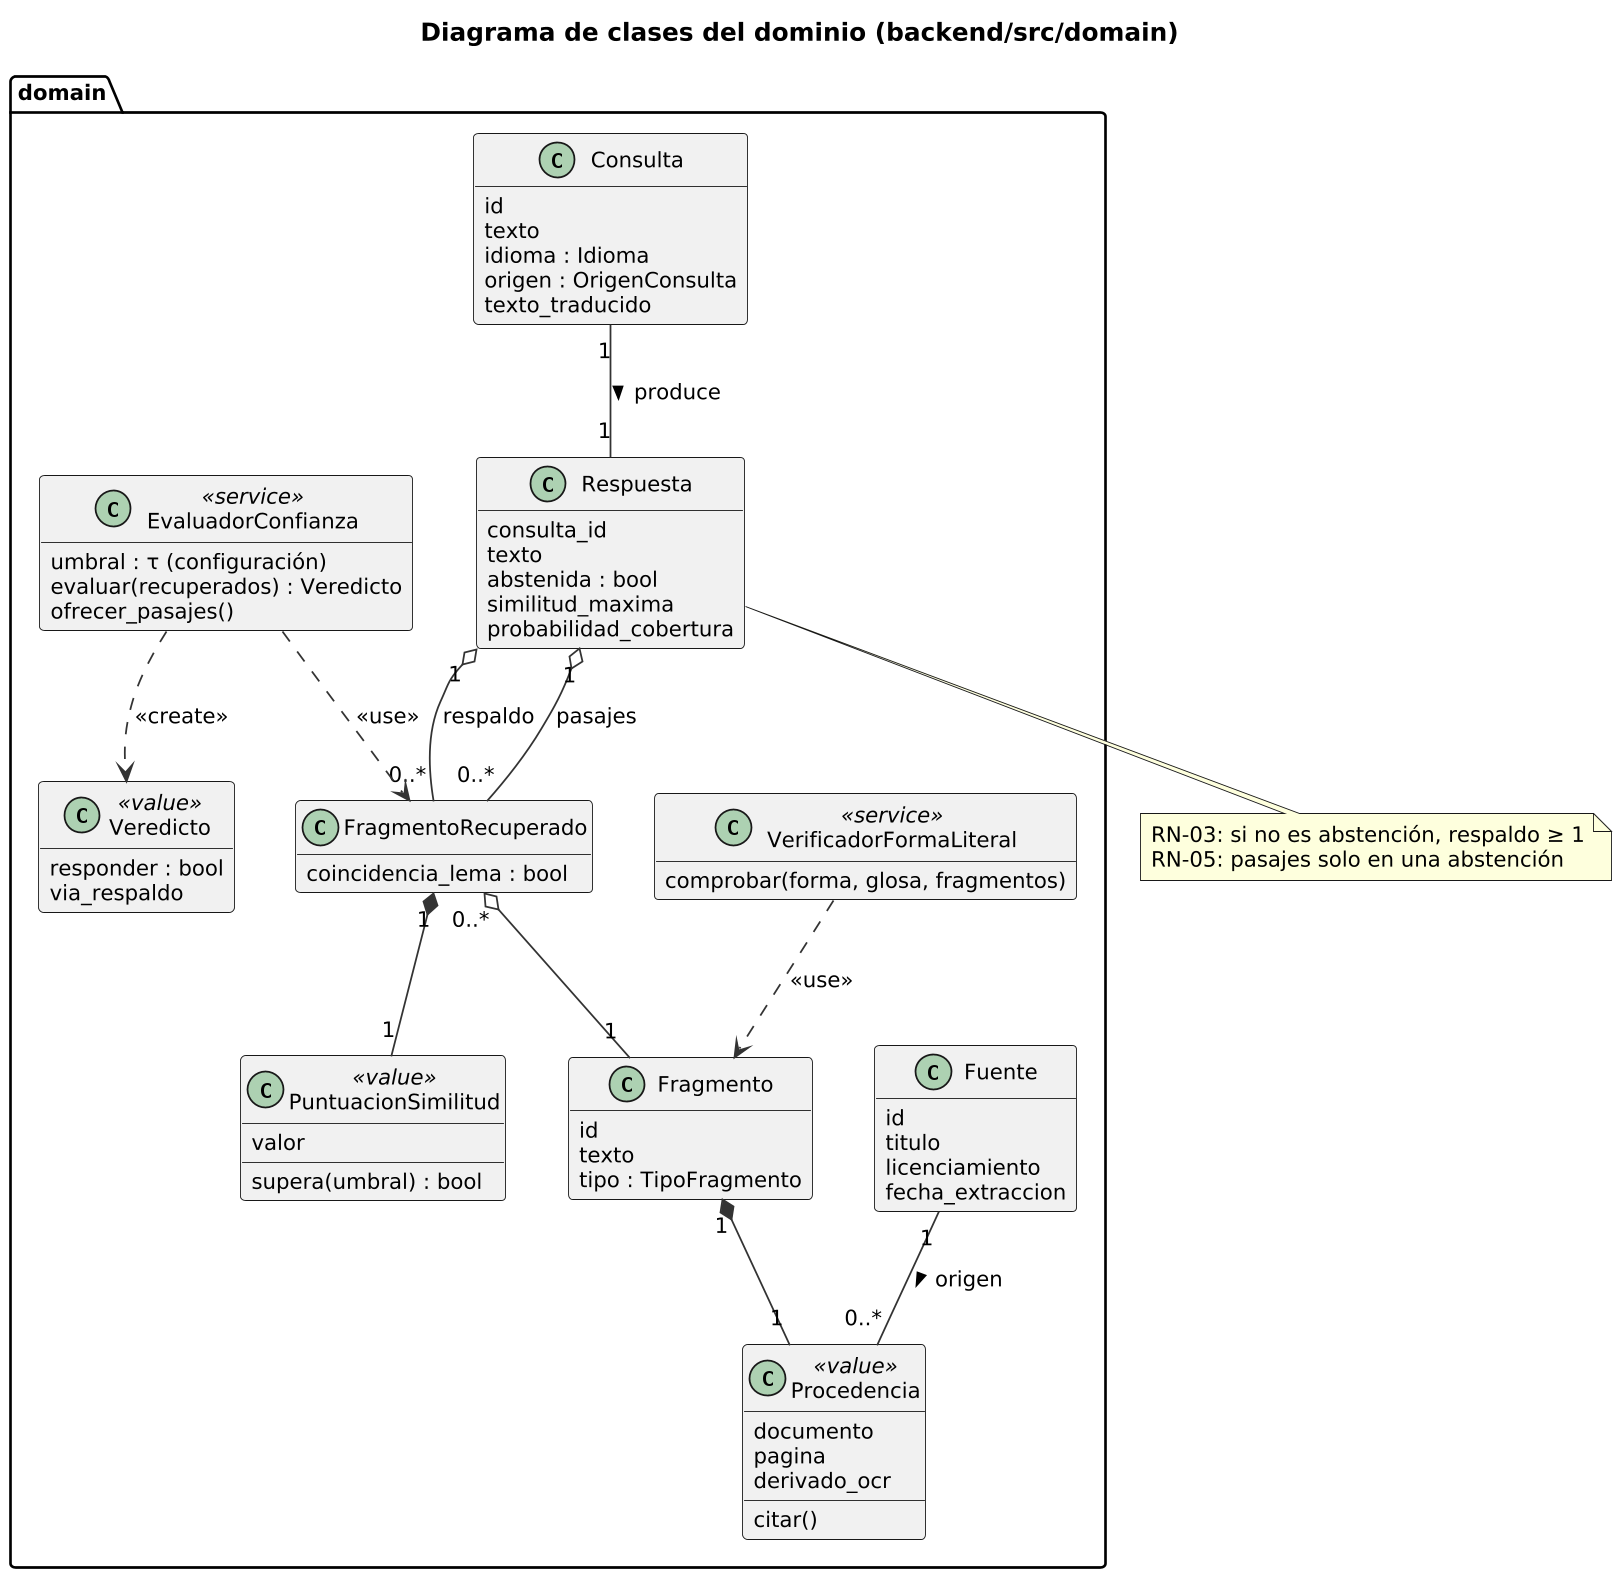 Diagrama de clases del dominio (backend/src/domain)
domain
C Consulta
id
texto
idioma : Idioma
origen : OrigenConsulta
texto_traducido
1
produce
1
C «service»
EvaluadorConfianza
umbral : τ (configuración)
evaluar(recuperados) : Veredicto
ofrecer_pasajes()
C Respuesta
consulta_id
texto
abstenida : bool
similitud_maxima
probabilidad_cobertura
1
1
«create»
«use»
respaldo
pasajes
0..*
0..*
C «value»
Veredicto
responder : bool
via_respaldo
C FragmentoRecuperado
coincidencia_lema : bool
C «service»
VerificadorFormaLiteral
comprobar(forma, glosa, fragmentos)
RN-03: si no es abstención, respaldo ≥ 1
RN-05: pasajes solo en una abstención
1
0..*
«use»
1
1
C «value»
PuntuacionSimilitud
valor
supera(umbral) : bool
C Fragmento
id
texto
tipo : TipoFragmento
C Fuente
id
titulo
licenciamiento
fecha_extraccion
1
1
origen
1
0..*
C «value»
Procedencia
documento
pagina
derivado_ocr
citar()